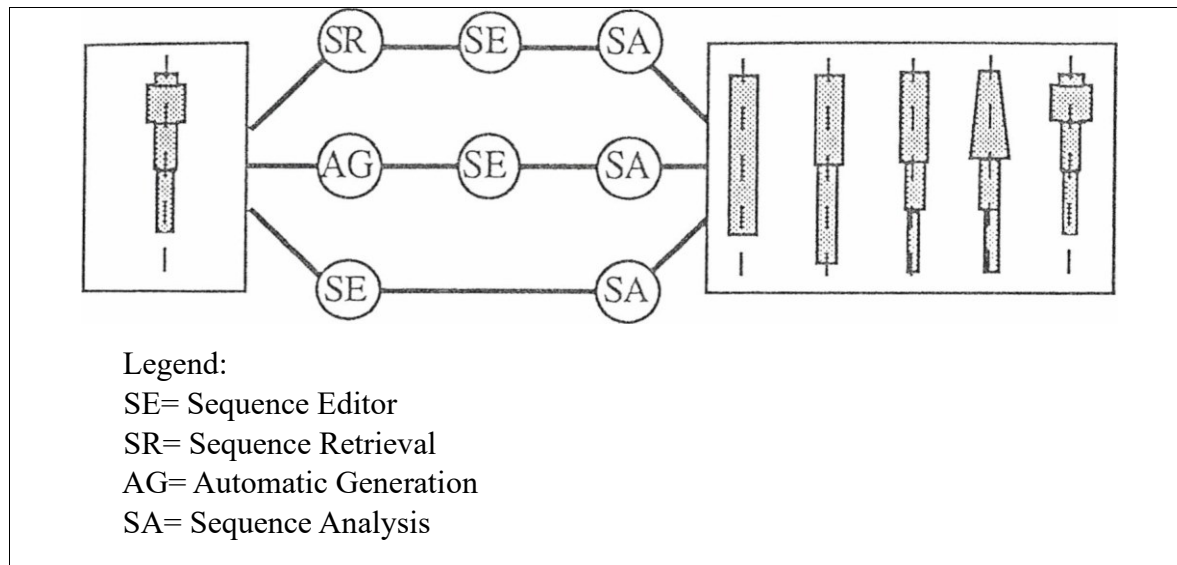 SR SE SA
AG SE SA
SE SA
Legend:
SE= Sequence Editor
SR= Sequence Retrieval
AG= Automatic Generation
SA= Sequence Analysis